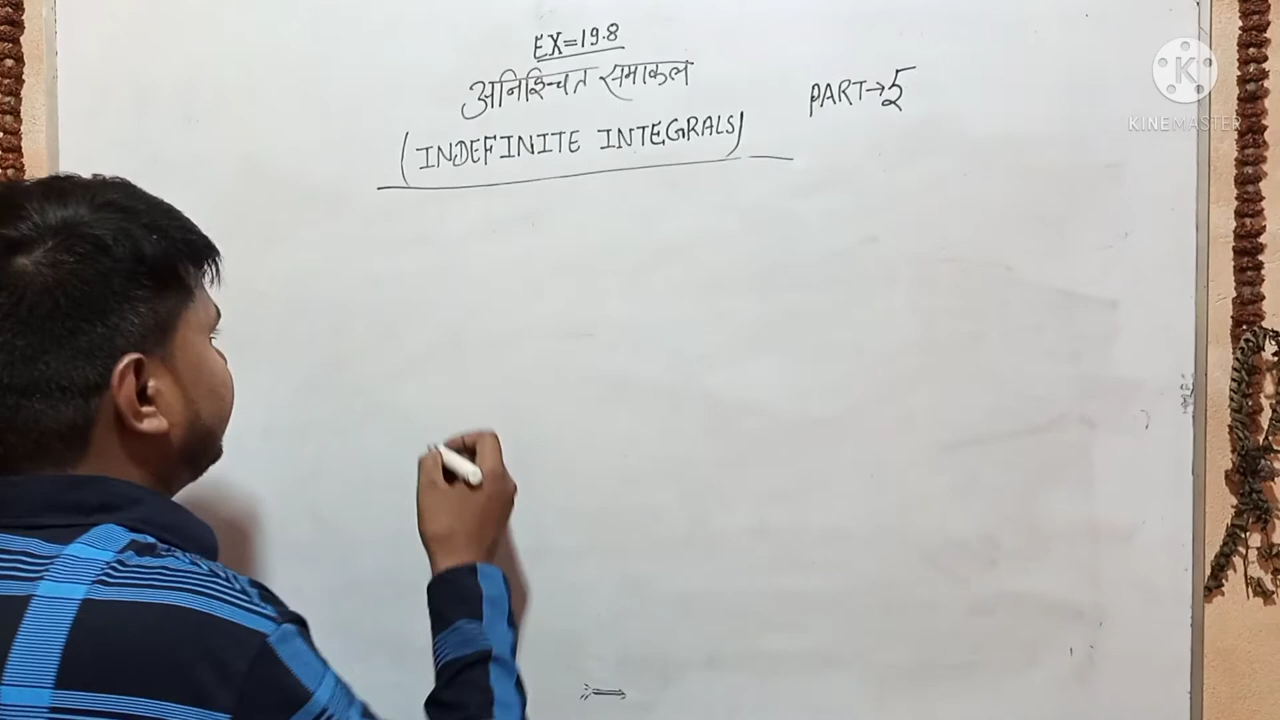 EX=19.8
अनिश्चित समाकल
PART→5
(INDEFINITE INTEGRALS)
K
KINEMASTER